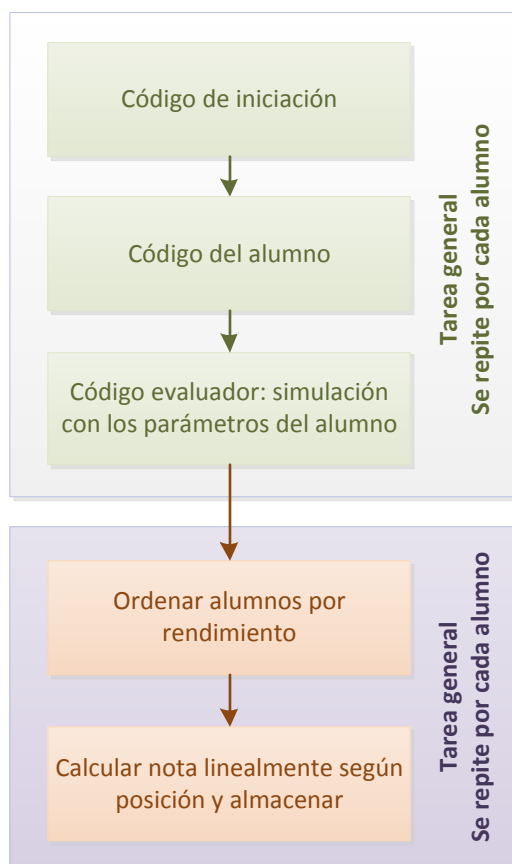 Código de iniciación
Código del alumno
Código evaluador: simulación
con los parámetros del alumno
Tarea general
Se repite por cada alumno
Ordenar alumnos por
rendimiento
Calcular nota linealmente según
posición y almacenar
Tarea general
Se repite por cada alumno